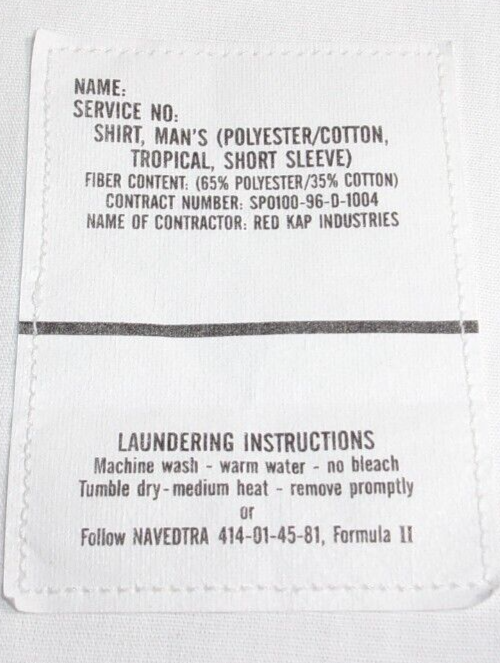 NAME:
SERVICE NO:
SHIRT, MAN'S (POLYESTER/COTTON,
TROPICAL, SHORT SLEEVE)
FIBER CONTENT: (65% POLYESTER/35% COTTON)
CONTRACT NUMBER: SPO100-96-D-1004
NAME OF CONTRACTOR: RED KAP INDUSTRIES
LAUNDERING INSTRUCTIONS
Machine wash - warm water - no bleach
Tumble dry-medium heat - remove promptly
or
Follow NAVEDTRA 414-01-45-81, Formula II